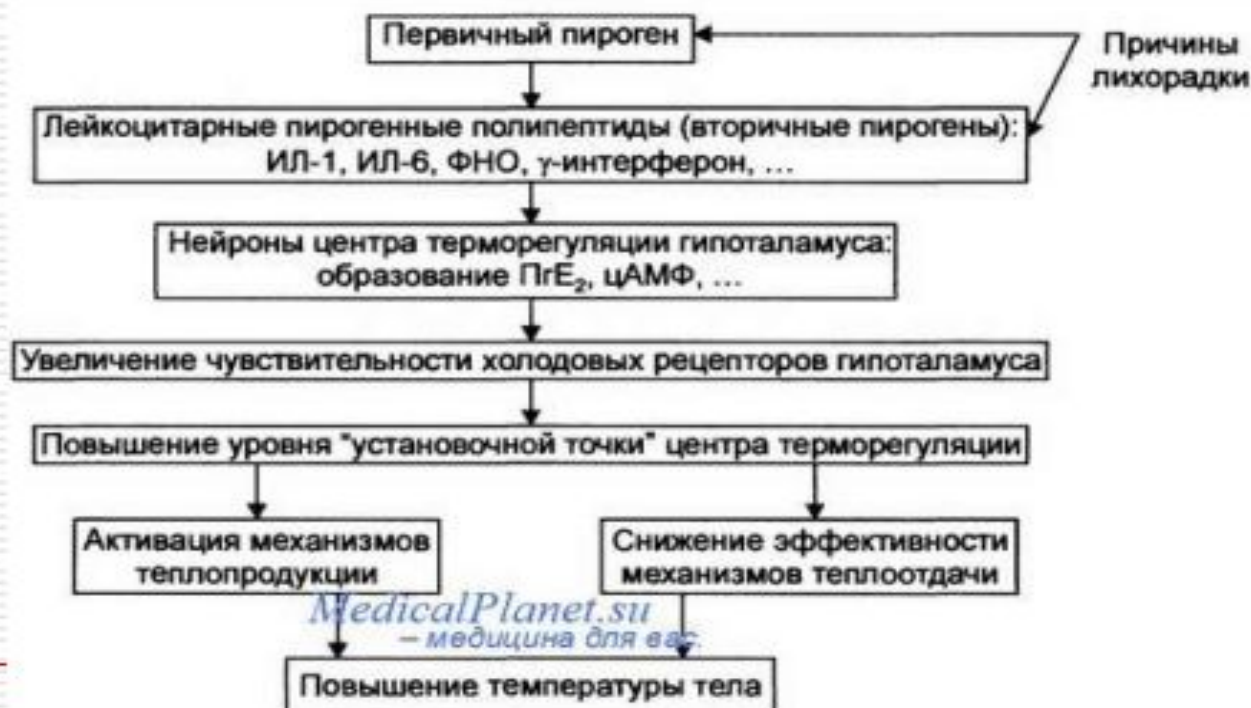 Первичный пироген
Причины
лихорадки
Лейкоцитарные пирогенные полипептиды (вторичные пирогены):
ИЛ-1, ИЛ-6, ФНО, γ-интерферон, ...
Нейроны центра терморегуляции гипоталамуса:
образование ПгЕ₂, цАМФ, ...
Увеличение чувствительности холодовых рецепторов гипоталамуса
Повышение уровня "установочной точки" центра терморегуляции
Активация механизмов
теплопродукции
Снижение эффективности
механизмов теплоотдачи
MedicalPlanet.su
– медицина для вас.
Повышение температуры тела